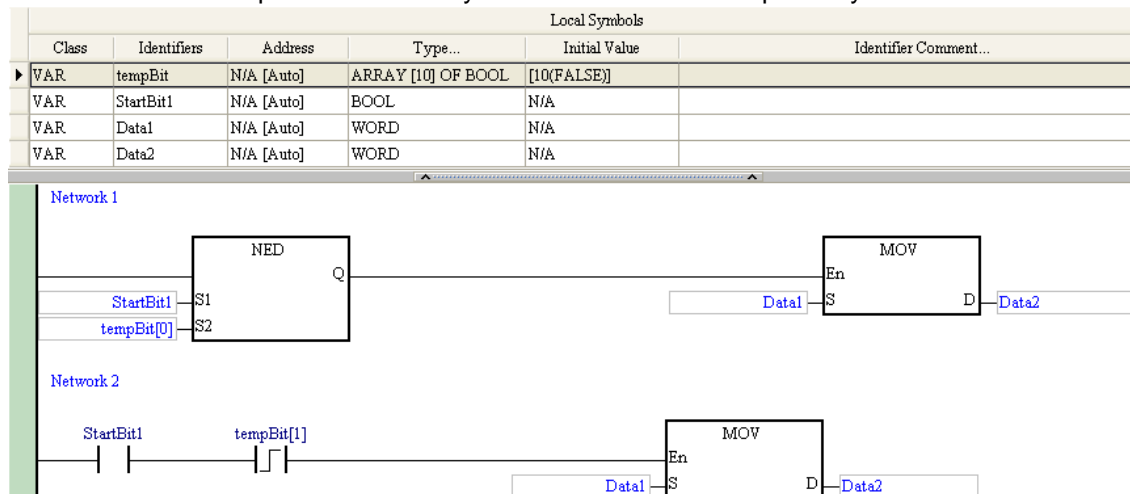 Local Symbols
Class Identifiers Address Type... Initial Value Identifier Comment...
VAR tempBit N/A [Auto] ARRAY [10] OF BOOL [10(FALSE)]
VAR StartBit1 N/A [Auto] BOOL N/A
VAR Data1 N/A [Auto] WORD N/A
VAR Data2 N/A [Auto] WORD N/A
Network 1
NED MOV
Q En
StartBit1 S1 Data1 S D Data2
tempBit[0] S2
Network 2
StartBit1 tempBit[1] MOV
En
Data1 S D Data2